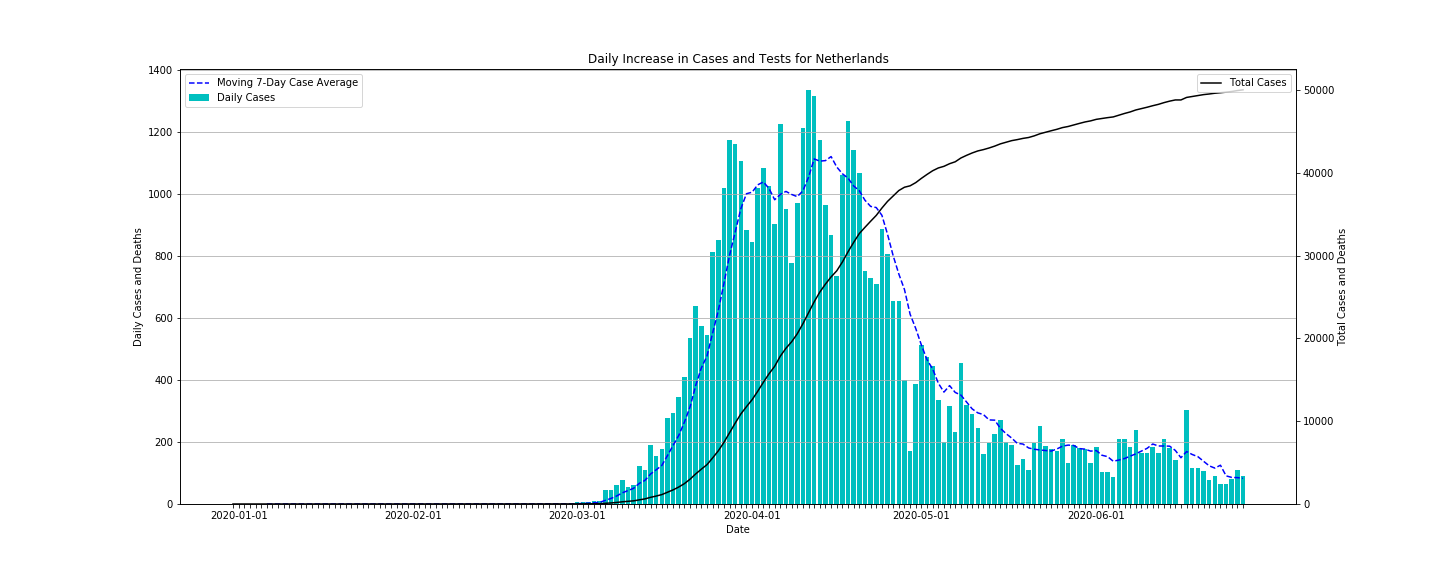 Daily Increase in Cases and Tests for Netherlands
Moving 7-Day Case Average
Daily Cases
Total Cases
1400
1200
1000
800
600
400
200
0
Daily Cases and Deaths
50000
40000
30000
20000
10000
0
Total Cases and Deaths
2020-01-01
2020-02-01
2020-03-01
2020-04-01
2020-05-01
2020-06-01
Date